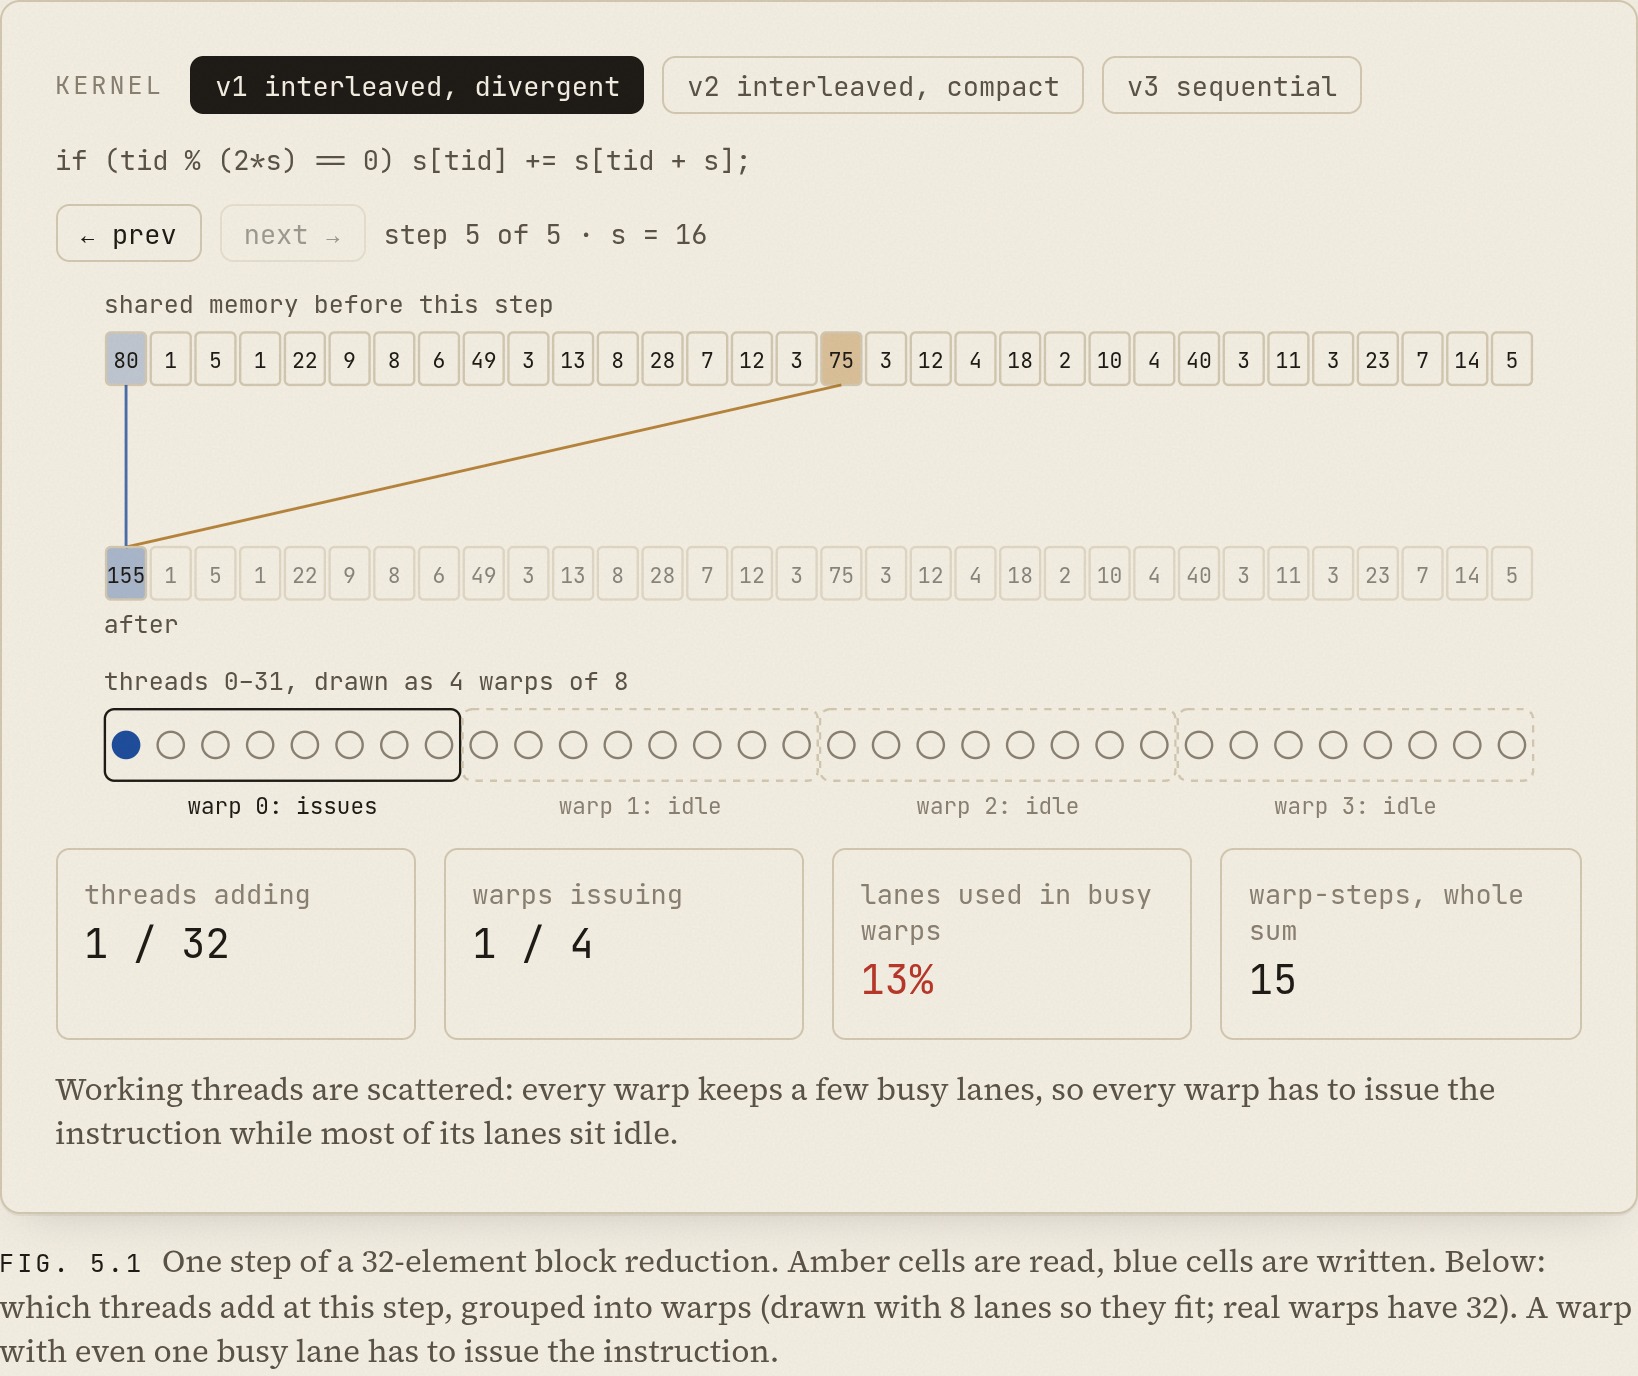 KERNEL v1 interleaved, divergent v2 interleaved, compact v3 sequential
if (tid % (2*s) == 0) s[tid] += s[tid + s];
← prev next → step 5 of 5 · s = 16
shared memory before this step
80 1 5 1 22 9 8 6 49 3 13 8 28 7 12 3 75 3 12 4 18 2 10 4 40 3 11 3 23 7 14 5
155 1 5 1 22 9 8 6 49 3 13 8 28 7 12 3 75 3 12 4 18 2 10 4 40 3 11 3 23 7 14 5
after
threads 0–31, drawn as 4 warps of 8
warp 0: issues warp 1: idle warp 2: idle warp 3: idle
threads adding
1 / 32
warps issuing
1 / 4
lanes used in busy
warps
13%
warp-steps, whole
sum
15
Working threads are scattered: every warp keeps a few busy lanes, so every warp has to issue the
instruction while most of its lanes sit idle.
FIG. 5.1 One step of a 32-element block reduction. Amber cells are read, blue cells are written. Below:
which threads add at this step, grouped into warps (drawn with 8 lanes so they fit; real warps have 32). A warp
with even one busy lane has to issue the instruction.